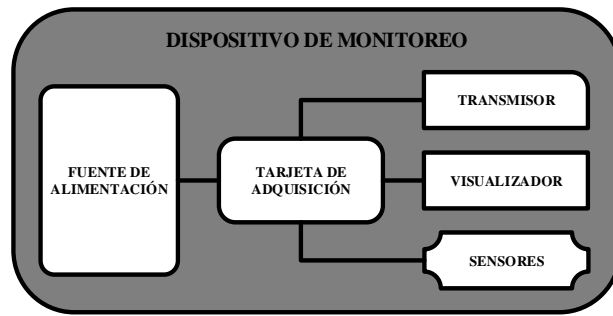 DISPOSITIVO DE MONITOREO
FUENTE DE
ALIMENTACIÓN
TARJETA DE
ADQUISICIÓN
TRANSMISOR
VISUALIZADOR
SENSORES